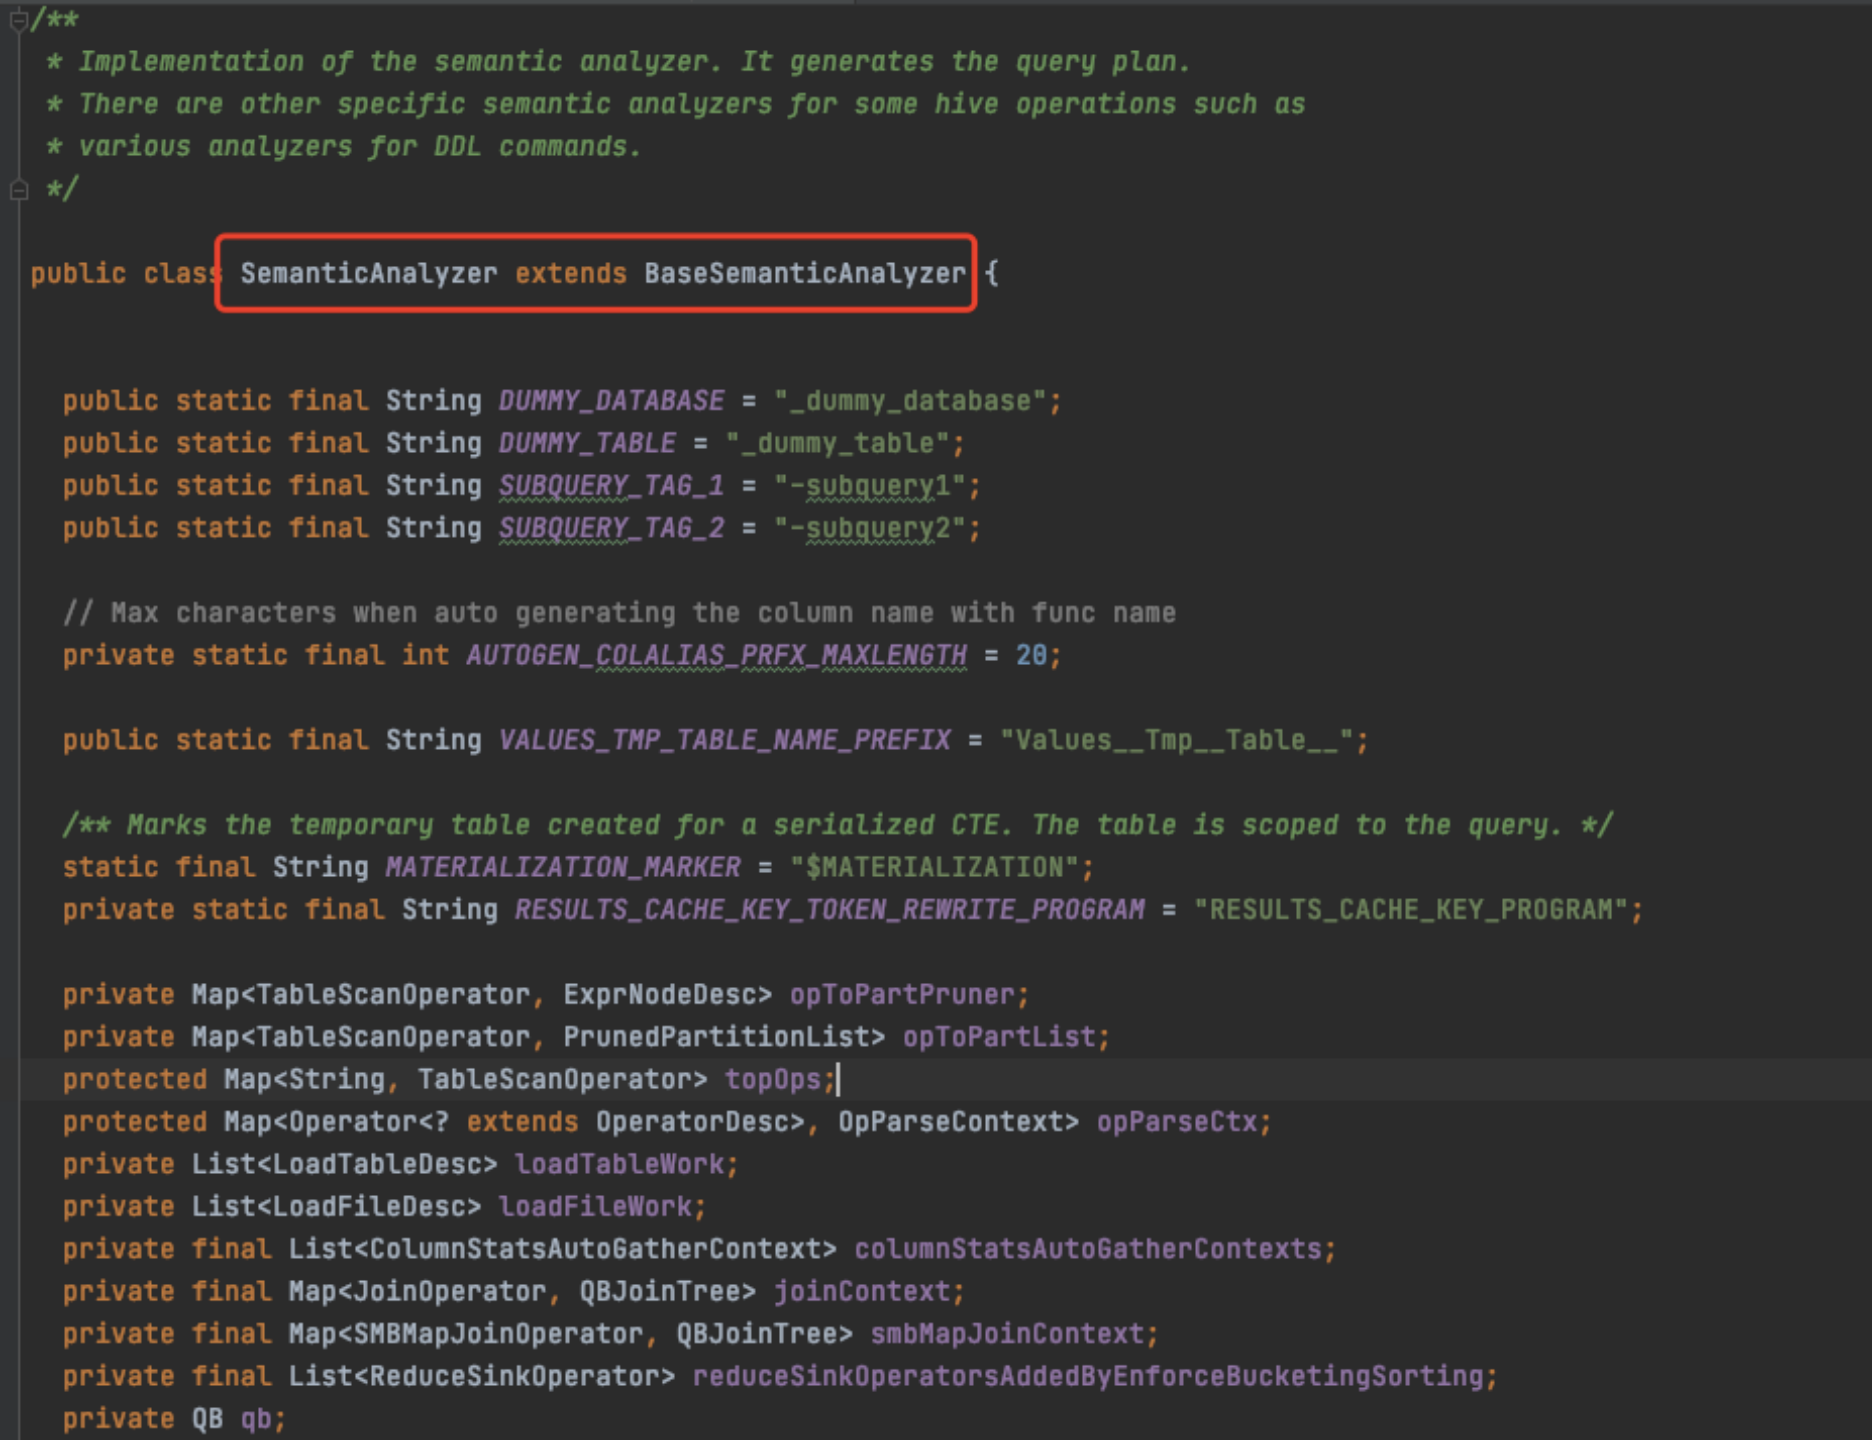 /**
 * Implementation of the semantic analyzer. It generates the query plan.
 * There are other specific semantic analyzers for some hive operations such as
 * various analyzers for DDL commands.
 */
public class SemanticAnalyzer extends BaseSemanticAnalyzer {
public static final String DUMMY_DATABASE = "_dummy_database";
public static final String DUMMY_TABLE = "_dummy_table";
public static final String SUBQUERY_TAG_1 = "-subquery1";
public static final String SUBQUERY_TAG_2 = "-subquery2";
// Max characters when auto generating the column name with func name
private static final int AUTOGEN_COLALIAS_PRFX_MAXLENGTH = 20;
public static final String VALUES_TMP_TABLE_NAME_PREFIX = "Values__Tmp__Table__";
/** Marks the temporary table created for a serialized CTE. The table is scoped to the query. */
static final String MATERIALIZATION_MARKER = "$MATERIALIZATION";
private static final String RESULTS_CACHE_KEY_TOKEN_REWRITE_PROGRAM = "RESULTS_CACHE_KEY_PROGRAM";
private Map<TableScanOperator, ExprNodeDesc> opToPartPruner;
private Map<TableScanOperator, PrunedPartitionList> opToPartList;
protected Map<String, TableScanOperator> topOps;
protected Map<Operator<? extends OperatorDesc>, OpParseContext> opParseCtx;
private List<LoadTableDesc> loadTableWork;
private List<LoadFileDesc> loadFileWork;
private final List<ColumnStatsAutoGatherContext> columnStatsAutoGatherContexts;
private final Map<JoinOperator, QBJoinTree> joinContext;
private final Map<SMBMapJoinOperator, QBJoinTree> smbMapJoinContext;
private final List<ReduceSinkOperator> reduceSinkOperatorsAddedByEnforceBucketingSorting;
private QB qb;